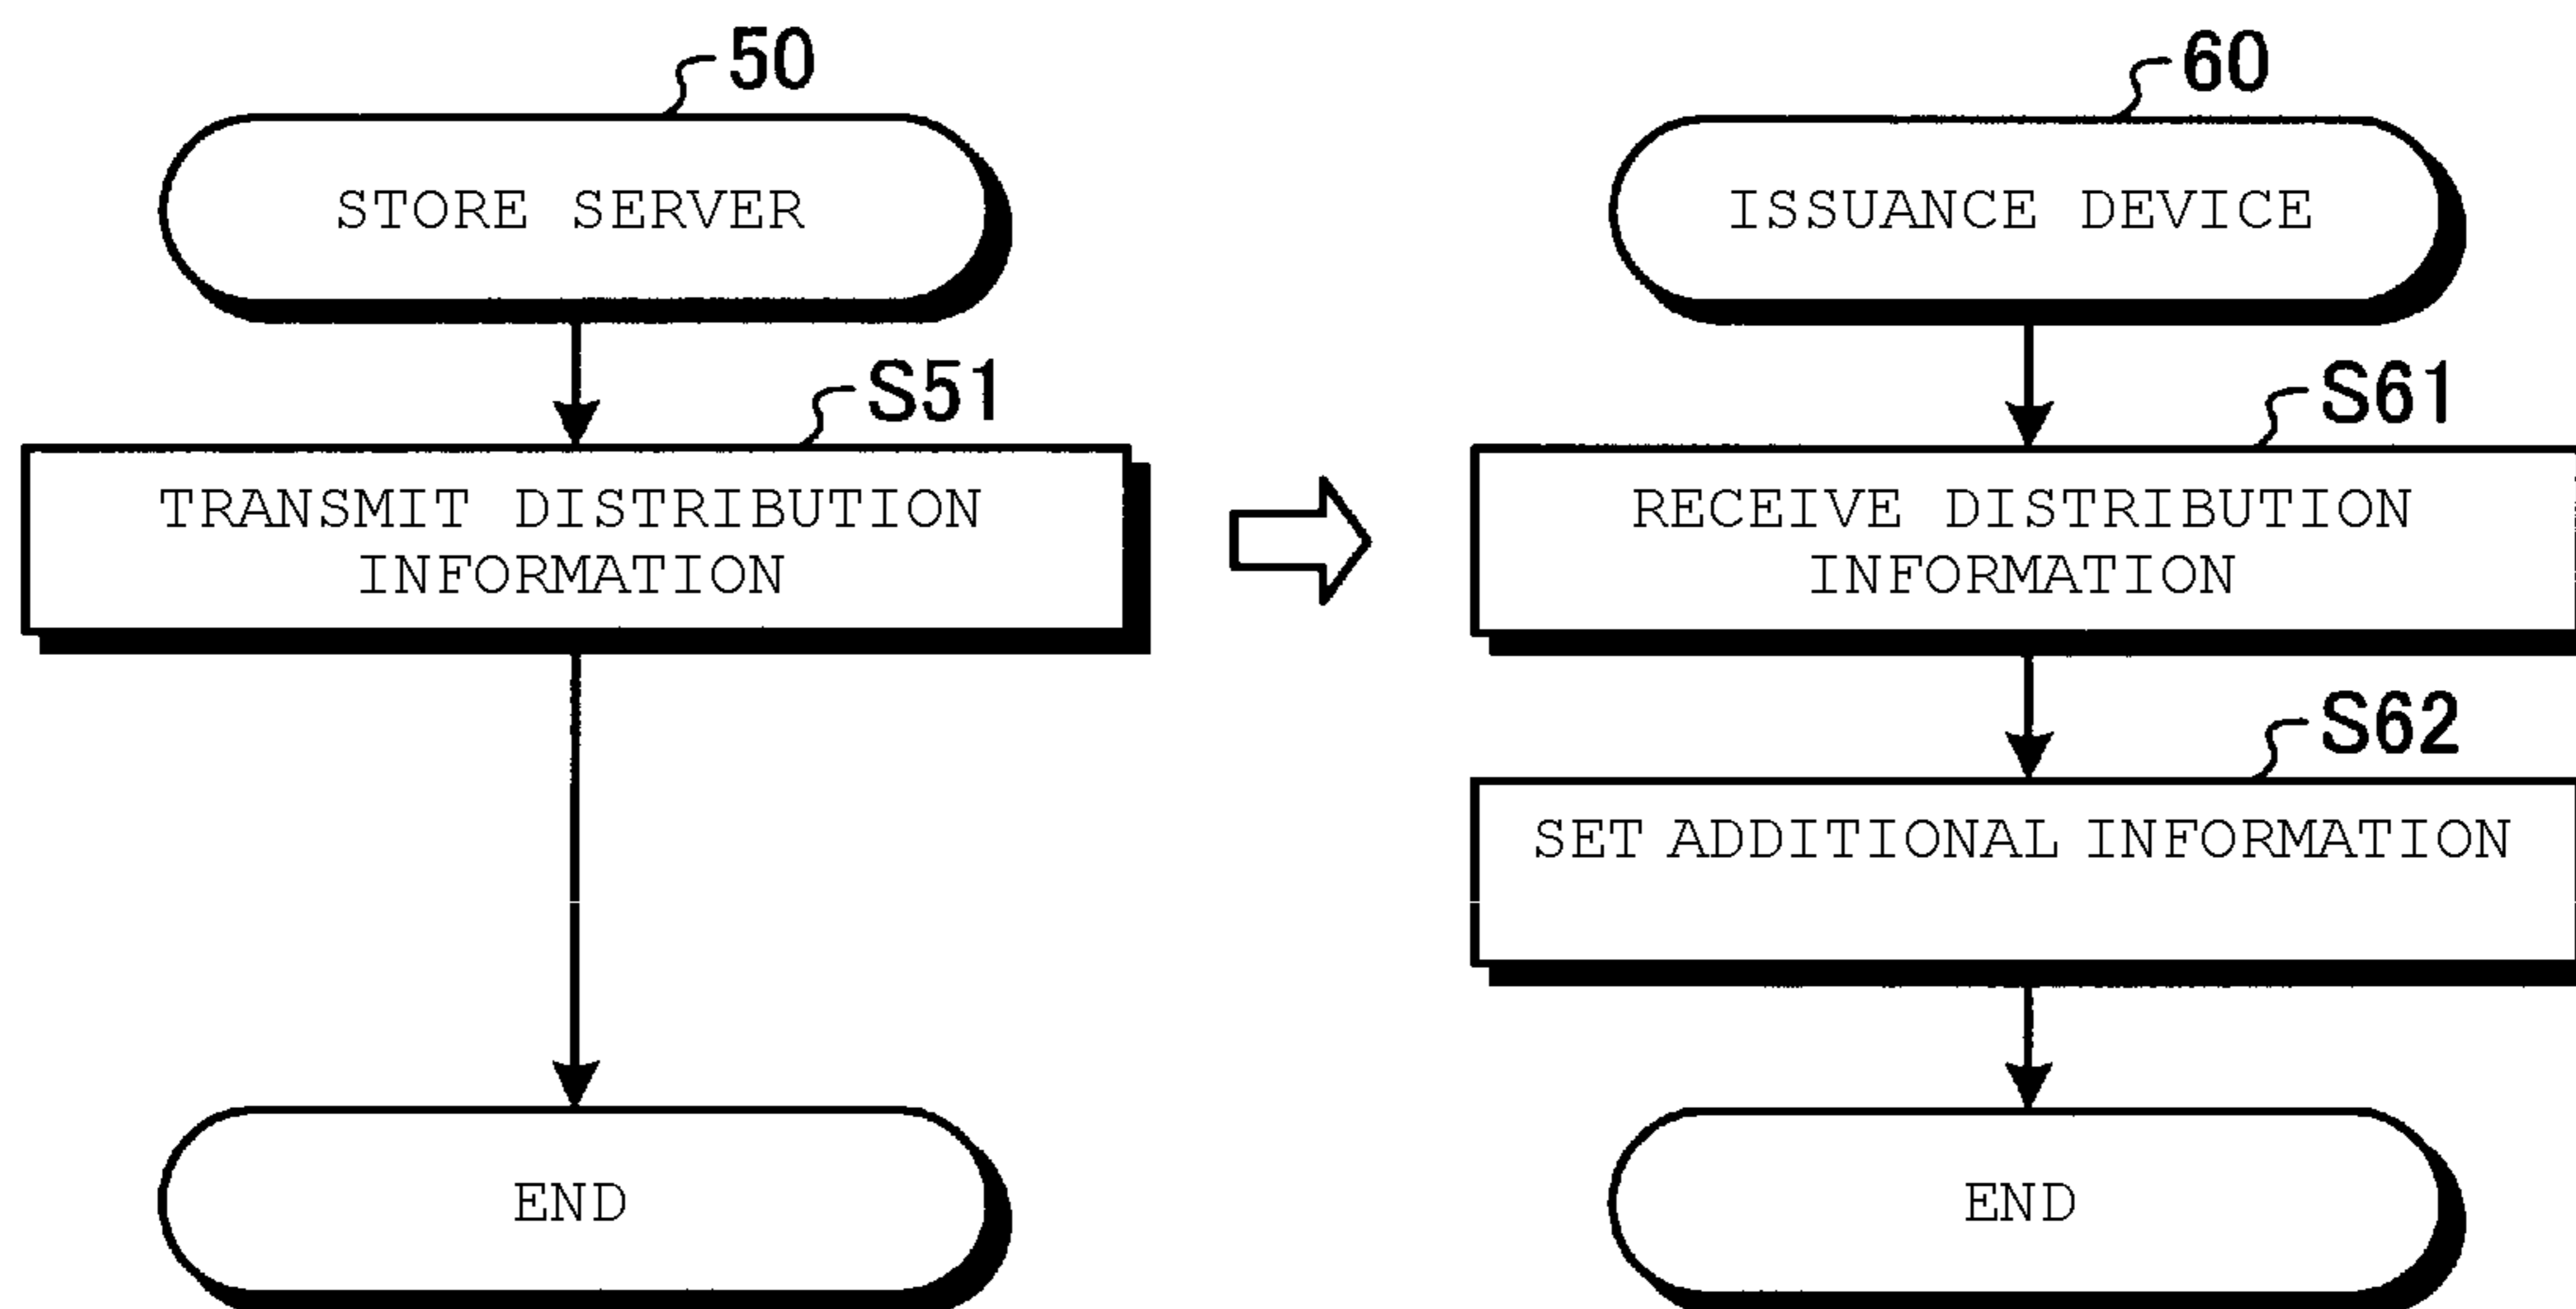 50
STORE SERVER
S51
TRANSMIT DISTRIBUTION
INFORMATION
END
60
ISSUANCE DEVICE
S61
RECEIVE DISTRIBUTION
INFORMATION
S62
SET ADDITIONAL INFORMATION
END